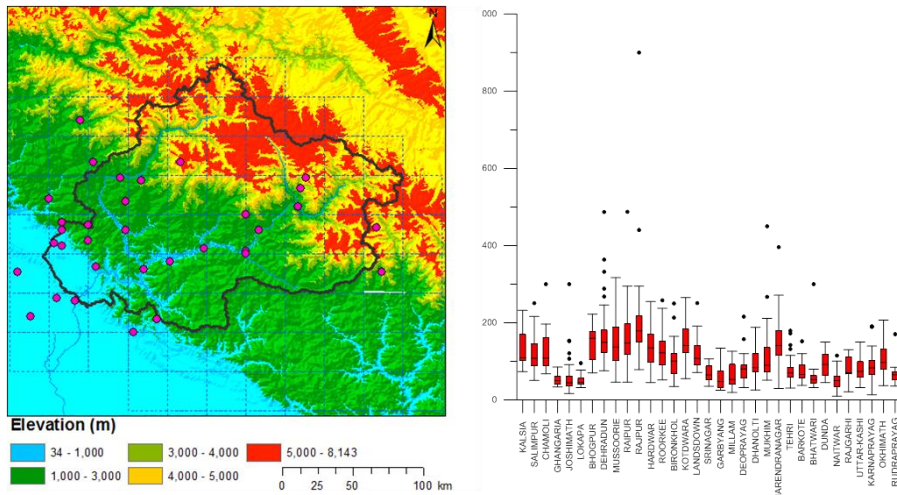 Elevation (m)
34 - 1,000
1,000 - 3,000
3,000 - 4,000
4,000 - 5,000
5,000 - 8,143
0 25 50 100 km
000
800
600
400
200
0
KALSIA
SALIMPUR
CHAMOLI
GHANGARIA
JOSHIMATH
LOKAPA
BHOGPUR
DEHRADUN
MUSSOORIE
RAIPUR
RAJPUR
HARDWAR
ROORKEE
BIRONKHOL
KOTDWARA
LANSDOWN
SRINAGAR
GARBYANG
MILLAM
DEOPRAYAG
DHANOLTI
MUKHIM
ARENDRANAGAR
TEHRI
BARKOTE
BHATWARI
DUNDA
NAITWAR
RAJGARHI
UTTAR-KASHI
KARNAPRAYAG
OKHIMATH
RUDRAPRAYAG